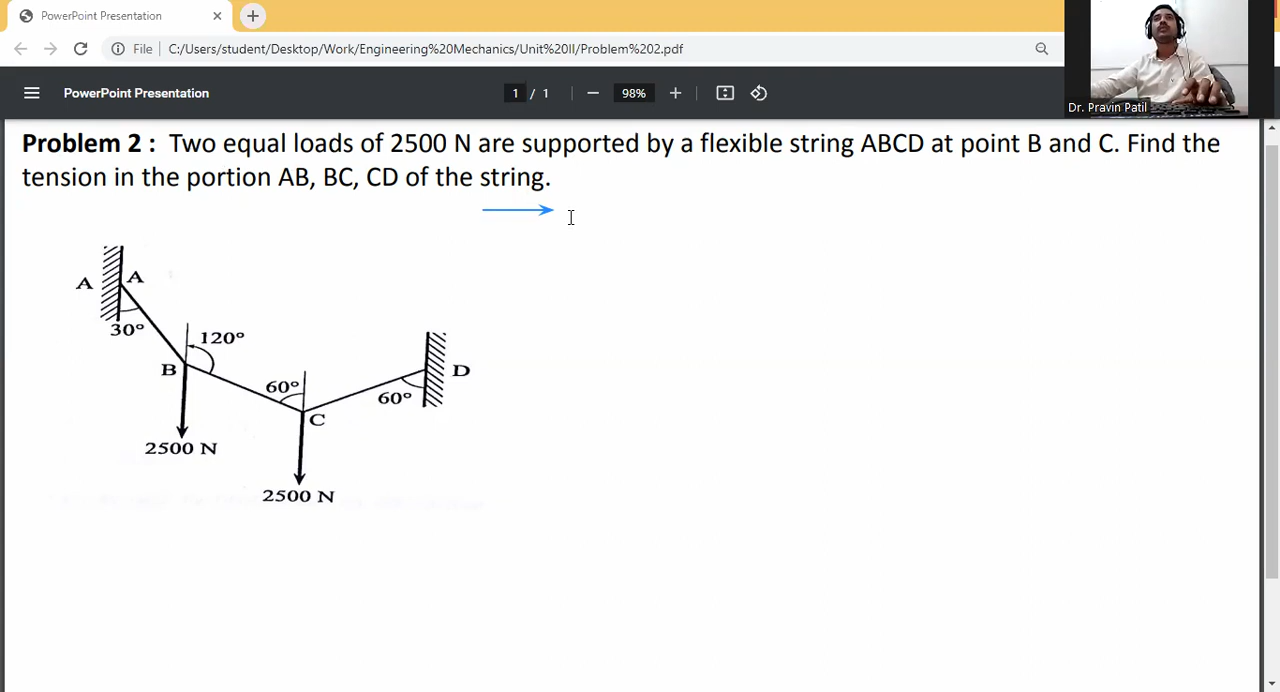 PowerPoint Presentation
File C:/Users/student/Desktop/Work/Engineering%20Mechanics/Unit%20II/Problem%202.pdf
PowerPoint Presentation
1 / 1
98%
Dr. Pravin Patil
Problem 2 : Two equal loads of 2500 N are supported by a flexible string ABCD at point B and C. Find the
tension in the portion AB, BC, CD of the string.
A A
30°
120°
B
60°
D
60°
C
2500 N
2500 N